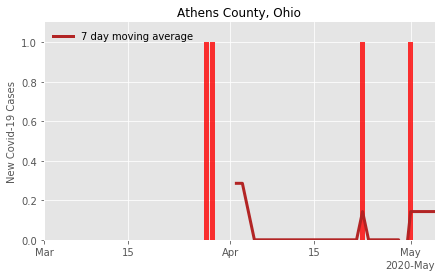 Athens County, Ohio
7 day moving average
New Covid-19 Cases
1.0
0.8
0.6
0.4
0.2
0.0
Mar 15 Apr 15 May
2020-May